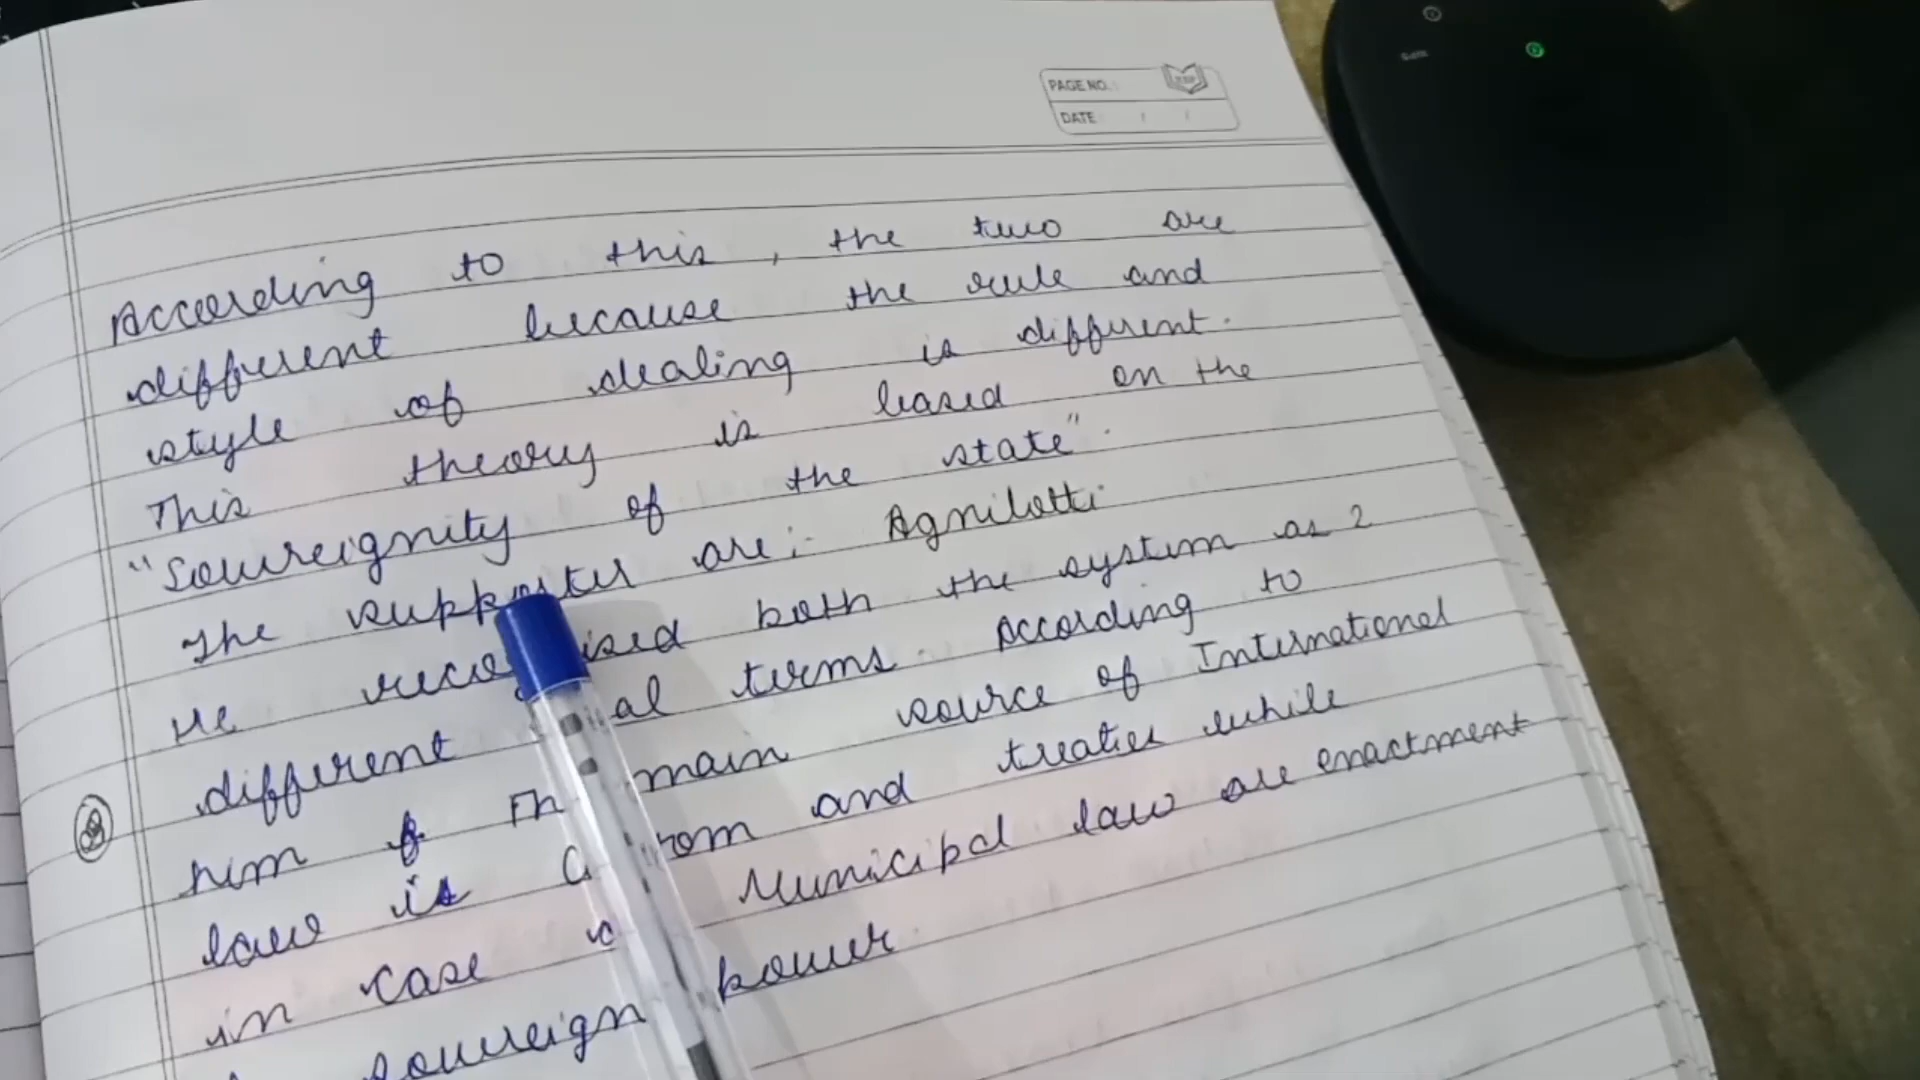 PAGE NO.
DATE / /
According to this, the two are
different because the rule and
style of dealing is different.
This theory is based on the
"Sovreignity of the state".
The supporter are:- Agnilotti
He both the system as 2
different terms. According to
him main source of International
law is and treaties while
in case Municipal law are enactment
sovereign power.